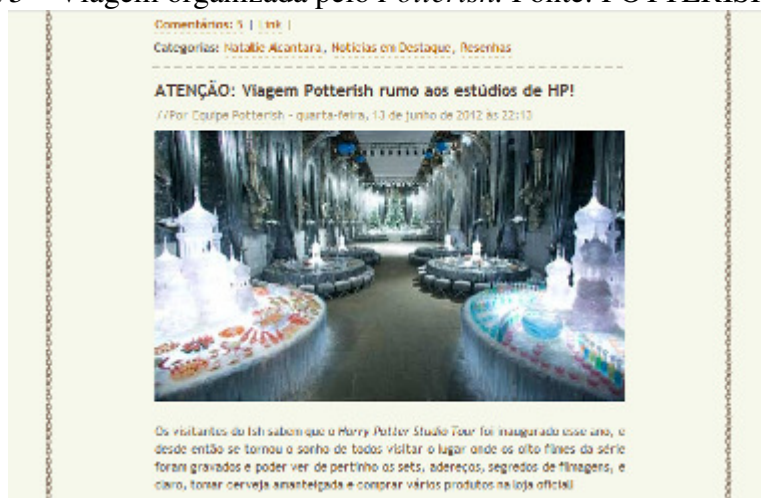 Viagem organizada pelo Potterish. Fonte: POTTERISH
Comentários: 5 | Link |
Categorias: Natallie Alcantara, Notícias em Destaque, Resenhas
ATENÇÃO: Viagem Potterish rumo aos estúdios de HP!
//Por Equipe Potterish - quarta-feira, 13 de junho de 2012 às 22:13
Os visitantes do Ish sabem que o Harry Potter Studio Tour foi inaugurado esse ano, e
desde então se tornou o sonho de todos visitar o lugar onde os oito filmes da série
foram gravados e poder ver de pertinho os sets, adereços, segredos de filmagens, e
claro, tomar cerveja amanteigada e comprar vários produtos na loja oficial!